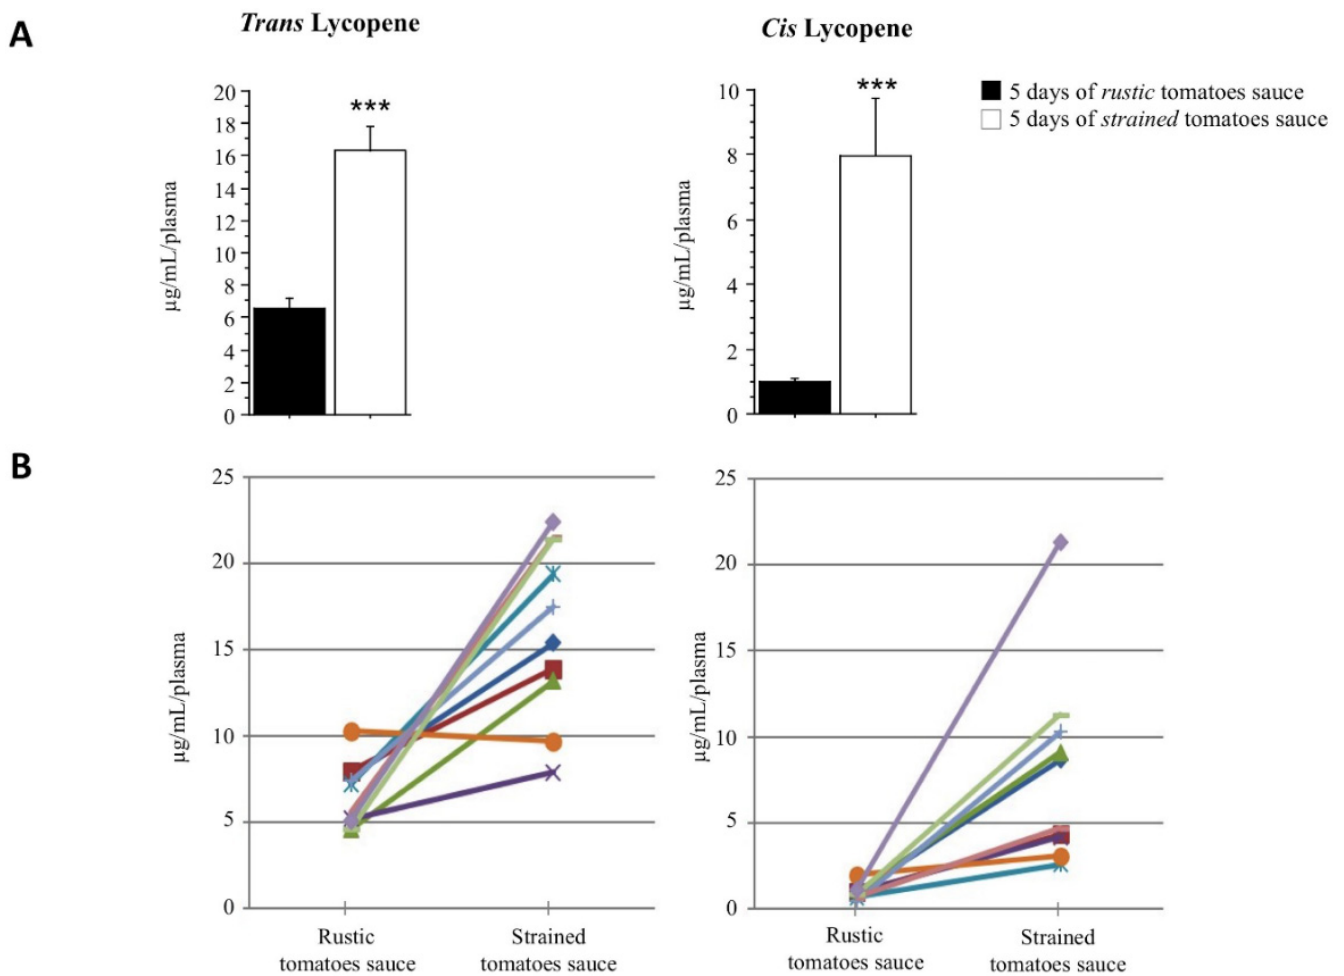 A
Trans Lycopene
Cis Lycopene
µg/mL/plasma
20
18
16
14
12
10
8
6
4
2
0
***
µg/mL/plasma
10
8
6
4
2
0
***
5 days of rustic tomatoes sauce
5 days of strained tomatoes sauce
B
µg/mL/plasma
25
20
15
10
5
0
Rustic
tomatoes sauce
Strained
tomatoes sauce
µg/mL/plasma
25
20
15
10
5
0
Rustic
tomatoes sauce
Strained
tomatoes sauce